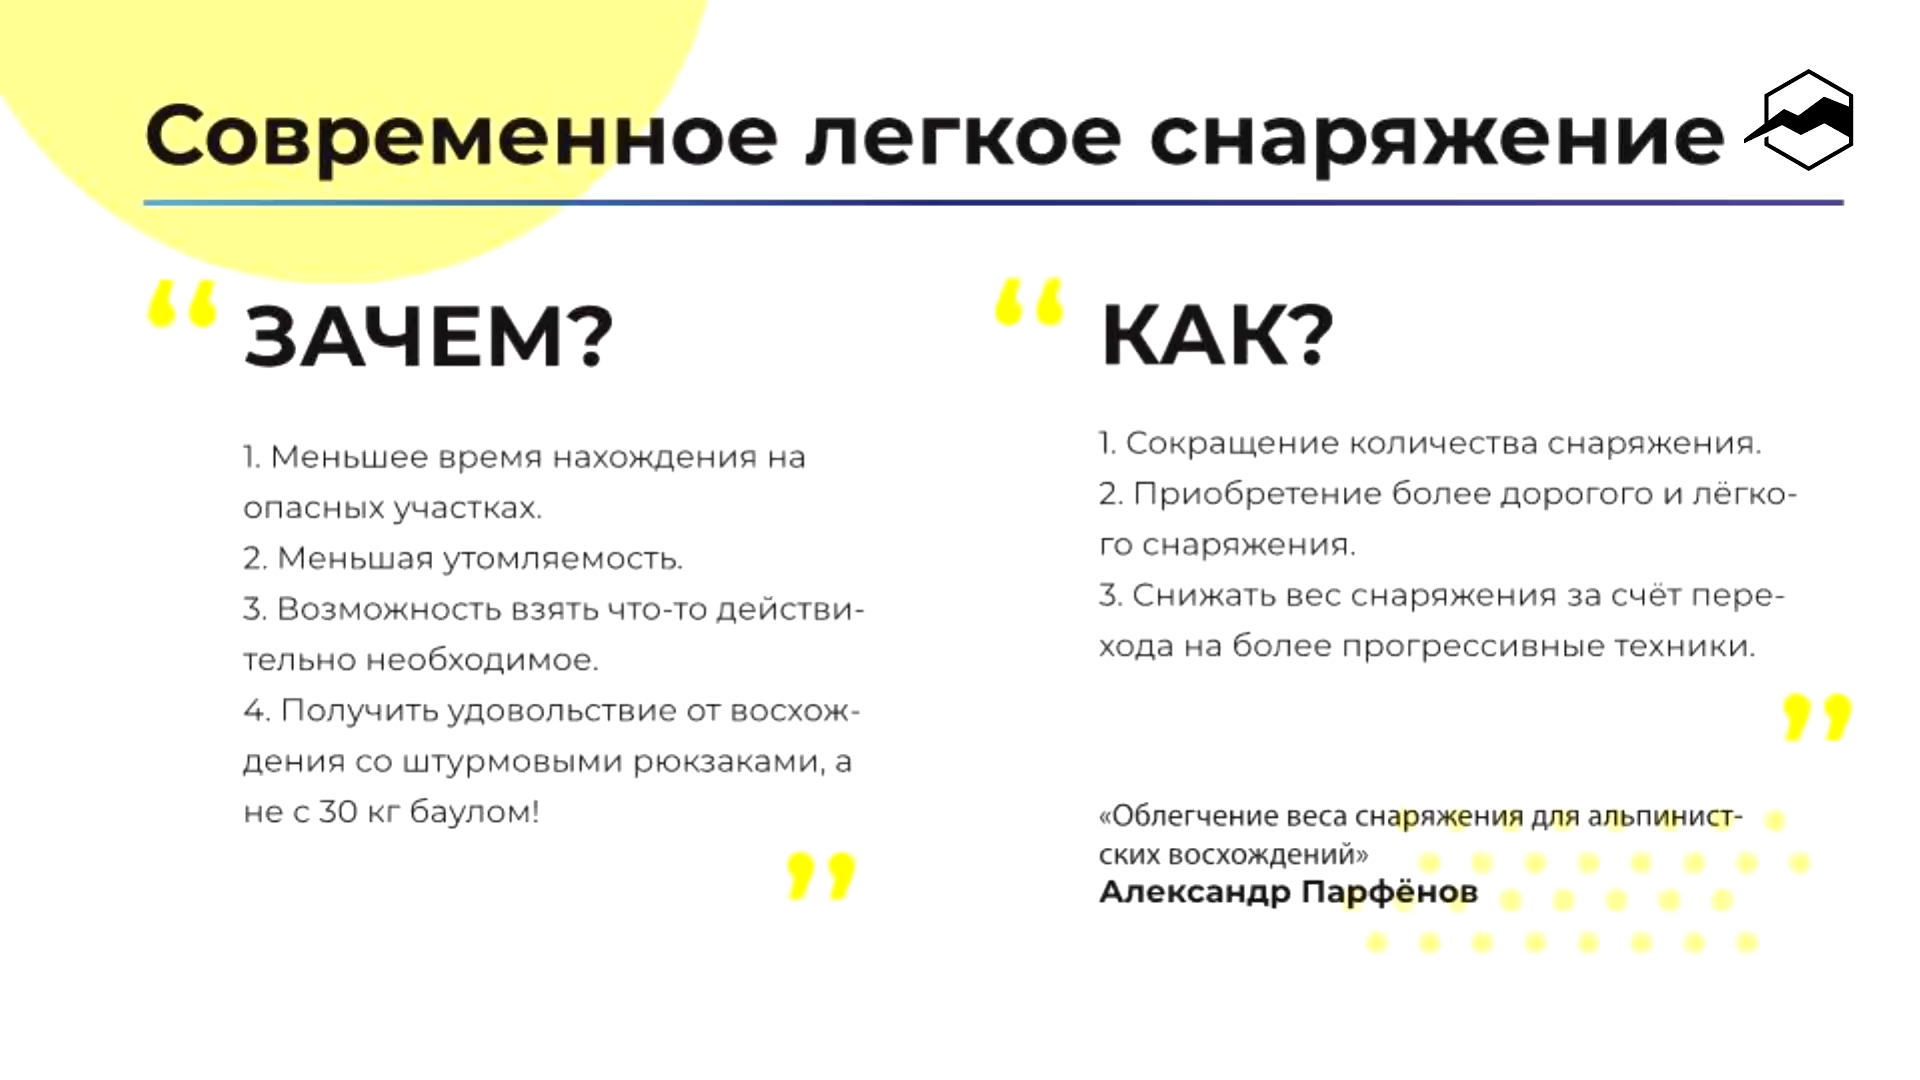 Современное легкое снаряжение
“ ЗАЧЕМ?
1. Меньшее время нахождения на
опасных участках.
2. Меньшая утомляемость.
3. Возможность взять что-то действи-
тельно необходимое.
4. Получить удовольствие от восхож-
дения со штурмовыми рюкзаками, а
не с 30 кг баулом!
”
“ КАК?
1. Сокращение количества снаряжения.
2. Приобретение более дорогого и лёгко-
го снаряжения.
3. Снижать вес снаряжения за счёт пере-
хода на более прогрессивные техники.
”
«Облегчение веса снаряжения для альпинист-
ских восхождений»
Александр Парфёнов